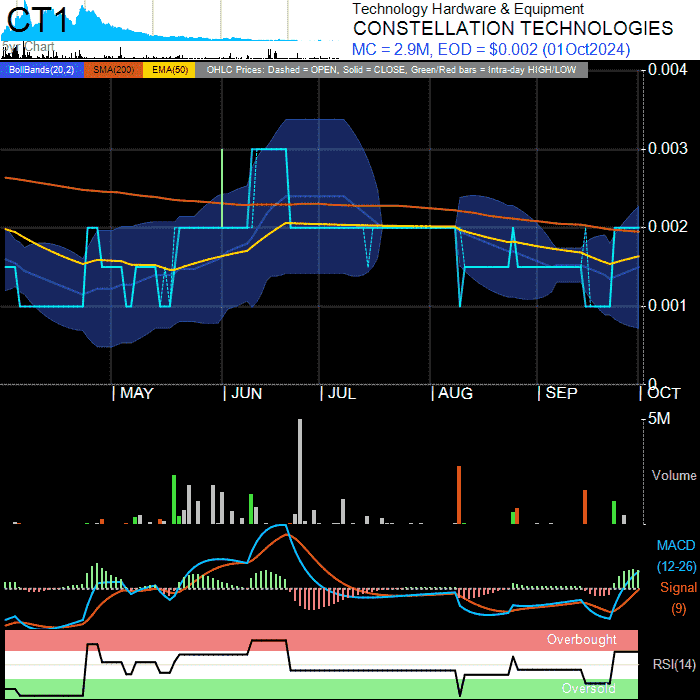 CT1
Technology Hardware & Equipment
CONSTELLATION TECHNOLOGIES
5yr Chart
MC = 2.9M, EOD = $0.002 (01Oct2024)
BollBands(20,2) SMA(200) EMA(50) OHLC Prices: Dashed = OPEN, Solid = CLOSE, Green/Red bars = Intra-day HIGH/LOW
0.004
0.003
0.002
0.001
0
MAY JUN JUL AUG SEP OCT
5M
Volume
MACD
(12-26)
Signal
(9)
Overbought
RSI(14)
Oversold